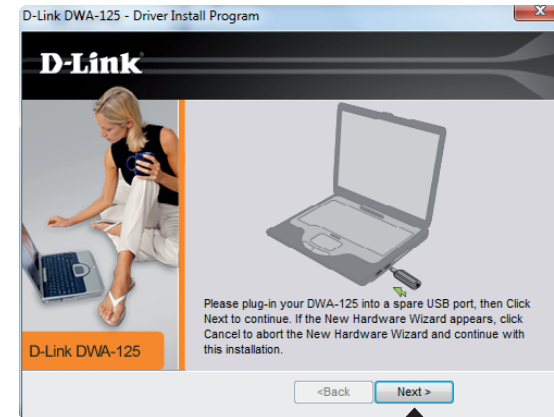 D-Link DWA-125 - Driver Install Program
D-Link
Please plug-in your DWA-125 into a spare USB port, then Click
Next to continue. If the New Hardware Wizard appears, click
Cancel to abort the New Hardware Wizard and continue with
this installation.
D-Link DWA-125
<Back
Next >